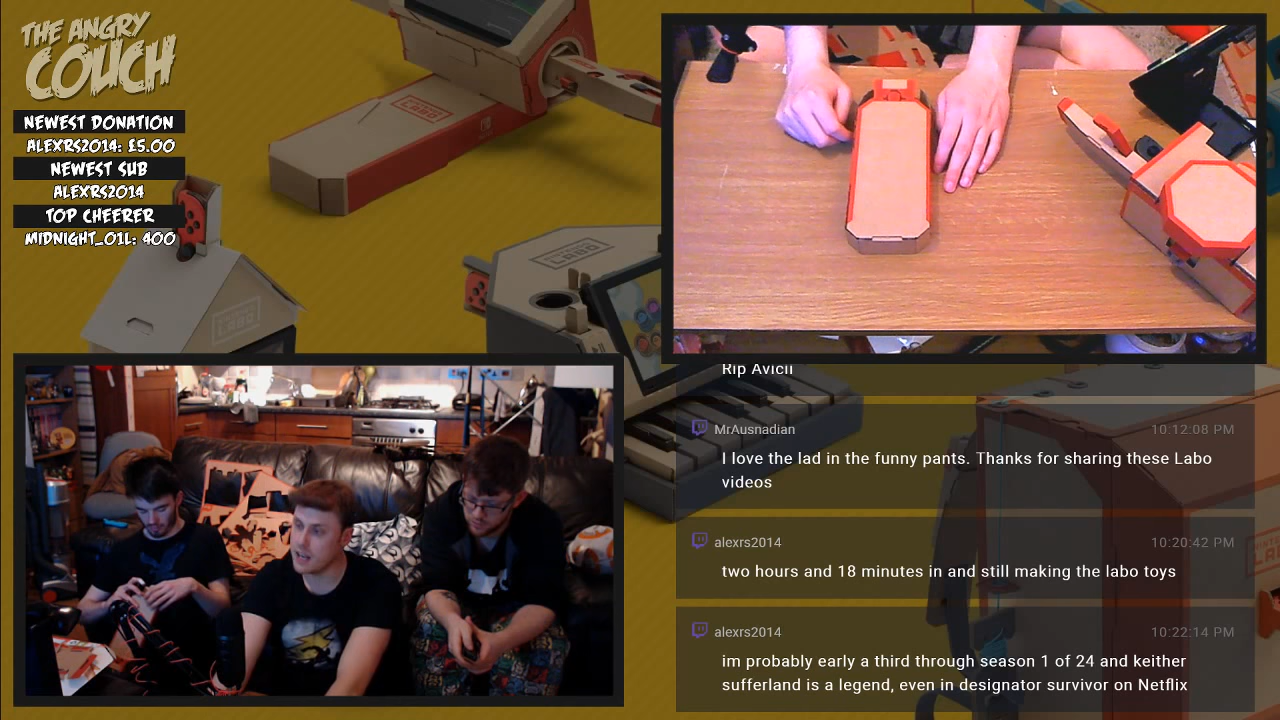 THE ANGRY
COUCH
NEWEST DONATION
ALEXRS2014: £5.00
NEWEST SUB
ALEXRS2014
TOP CHEERER
MIDNIGHT_01L: 400
LABO
LABO
LABO
Rip Avicii
MrAusnadian 10:12:08 PM
I love the lad in the funny pants. Thanks for sharing these Labo
videos
alexrs2014 10:20:42 PM
two hours and 18 minutes in and still making the labo toys
alexrs2014 10:22:14 PM
im probably early a third through season 1 of 24 and keither
sufferland is a legend, even in designator survivor on Netflix